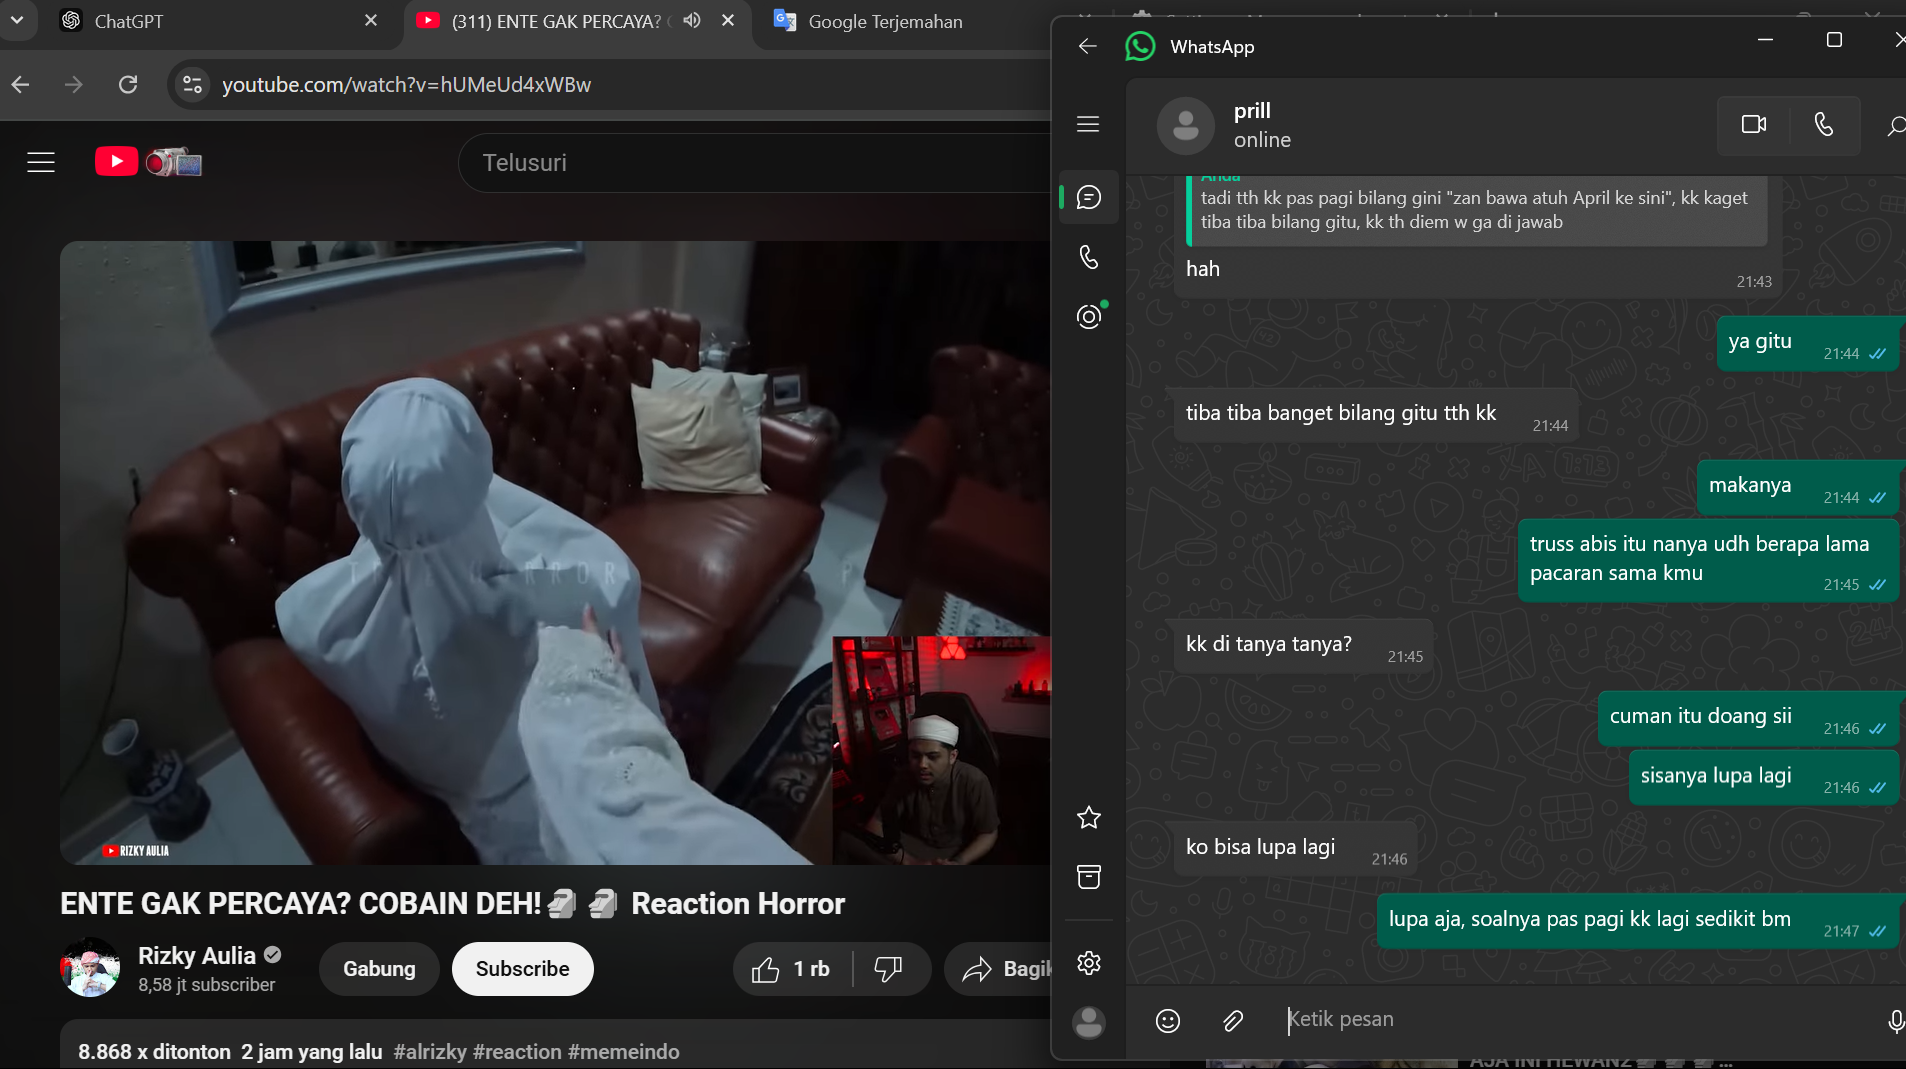 ChatGPT
(311) ENTE GAK PERCAYA?
Google Terjemahan
youtube.com/watch?v=hUMeUd4xWBw
Telusuri
RIZKY AULIA
ENTE GAK PERCAYA? COBAIN DEH!🗿 🗿 Reaction Horror
Rizky Aulia
8,58 jt subscriber
Gabung
Subscribe
1 rb
8.868 x ditonton 2 jam yang lalu #alrizky #reaction #memeindo
WhatsApp
prill
online
Anda
tadi tth kk pas pagi bilang gini "zan bawa atuh April ke sini", kk kaget
tiba tiba bilang gitu, kk th diem w ga di jawab
hah
21:43
ya gitu
21:44
tiba tiba banget bilang gitu tth kk
21:44
makanya
21:44
truss abis itu nanya udh berapa lama
pacaran sama kmu
21:45
kk di tanya tanya?
21:45
cuman itu doang sii
21:46
sisanya lupa lagi
21:46
ko bisa lupa lagi
21:46
lupa aja, soalnya pas pagi kk lagi sedikit bm
21:47
Ketik pesan